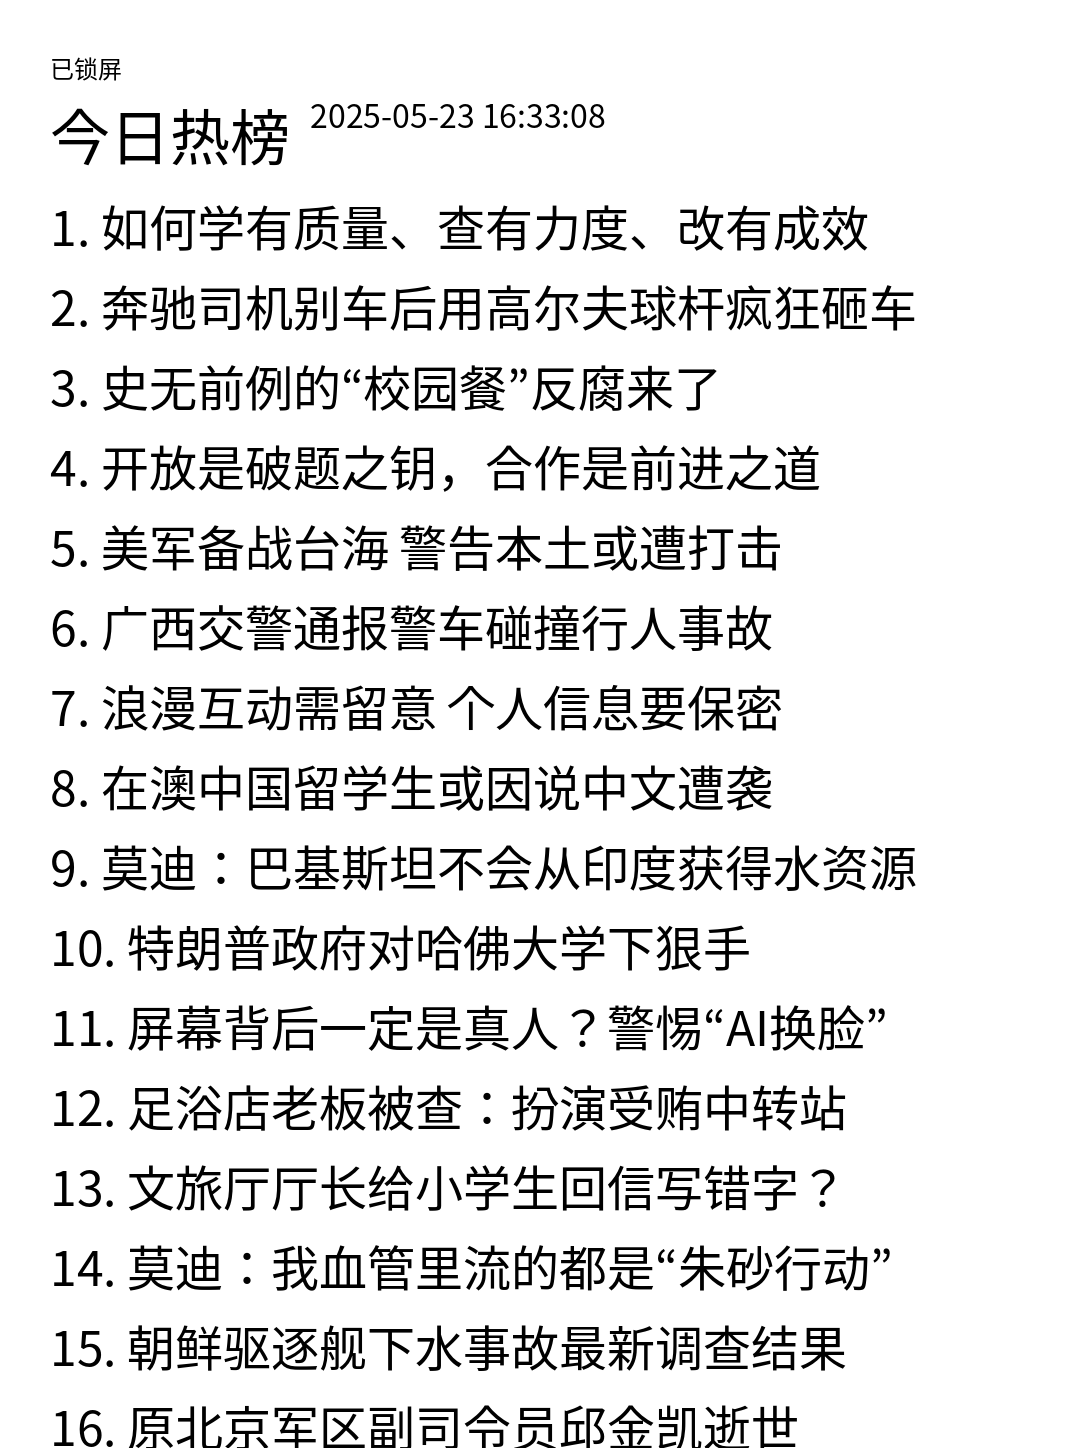 已锁屏
今日热榜 2025-05-23 16:33:08
1. 如何学有质量、查有力度、改有成效
2. 奔驰司机别车后用高尔夫球杆疯狂砸车
3. 史无前例的“校园餐”反腐来了
4. 开放是破题之钥，合作是前进之道
5. 美军备战台海 警告本土或遭打击
6. 广西交警通报警车碰撞行人事故
7. 浪漫互动需留意 个人信息要保密
8. 在澳中国留学生或因说中文遭袭
9. 莫迪：巴基斯坦不会从印度获得水资源
10. 特朗普政府对哈佛大学下狠手
11. 屏幕背后一定是真人？警惕“AI换脸”
12. 足浴店老板被查：扮演受贿中转站
13. 文旅厅厅长给小学生回信写错字？
14. 莫迪：我血管里流的都是“朱砂行动”
15. 朝鲜驱逐舰下水事故最新调查结果
16. 原北京军区副司令员邱金凯逝世